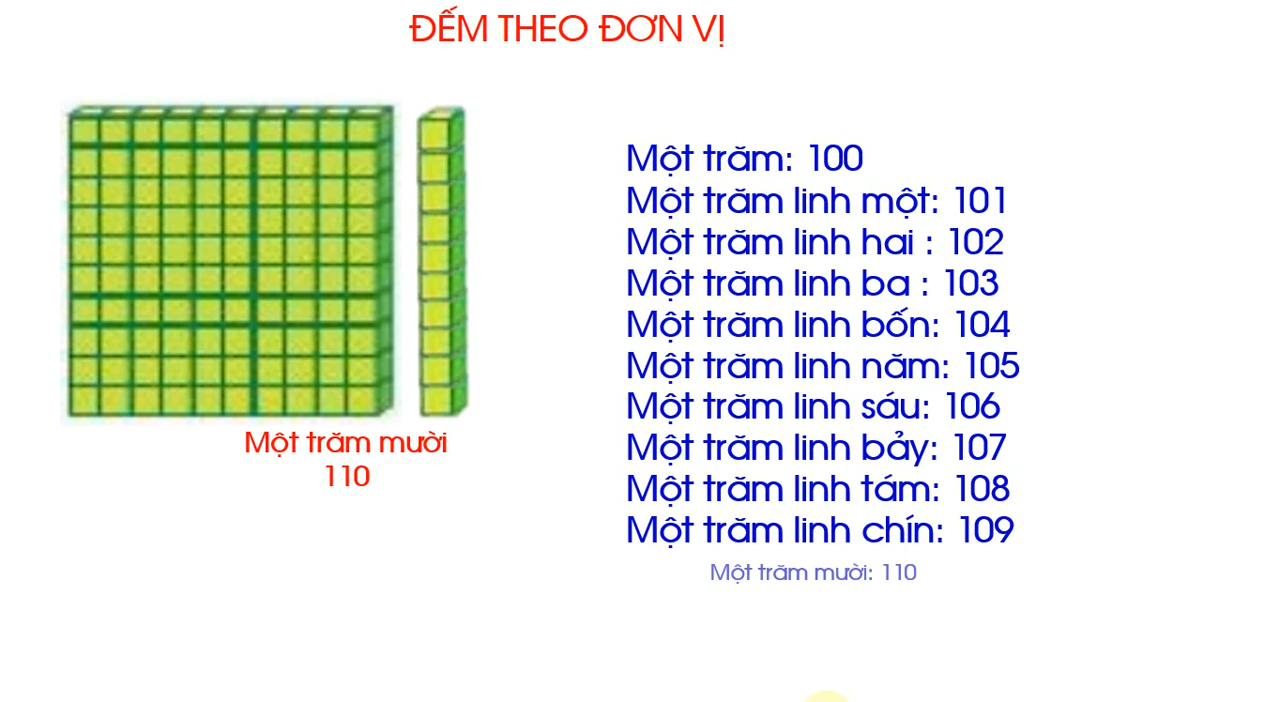 ĐẾM THEO ĐƠN VỊ
Một trăm mười
110
Một trăm: 100
Một trăm linh một: 101
Một trăm linh hai : 102
Một trăm linh ba : 103
Một trăm linh bốn: 104
Một trăm linh năm: 105
Một trăm linh sáu: 106
Một trăm linh bảy: 107
Một trăm linh tám: 108
Một trăm linh chín: 109
Một trăm mười: 110